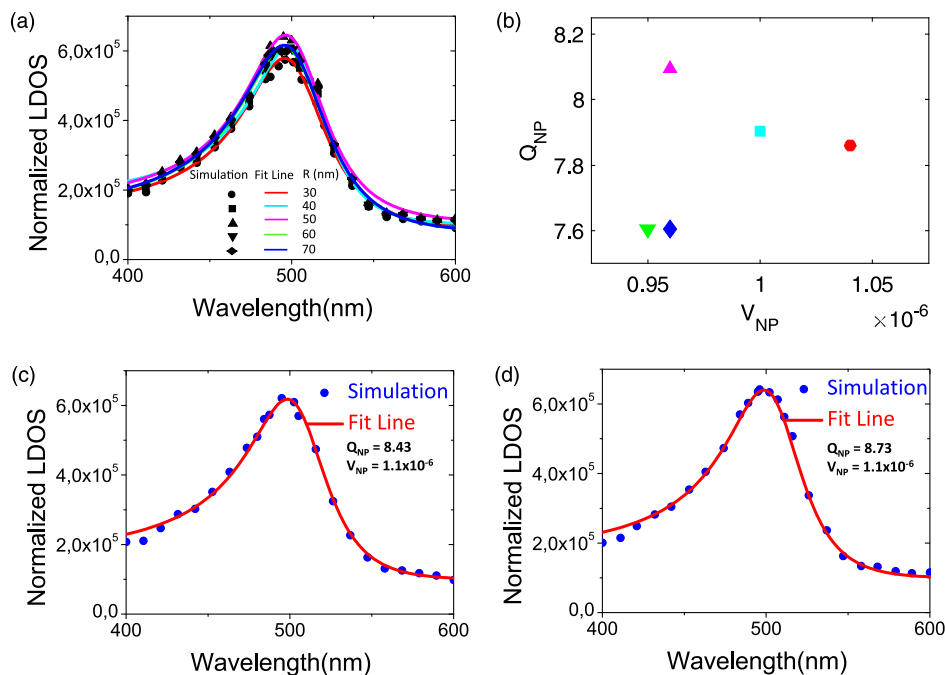 (a)
Normalized LDOS
6,0x10⁵
4,0x10⁵
2,0x10⁵
0,0
Simulation Fit Line R (nm)
30
40
50
60
70
400 500 600
Wavelength(nm)
(b)
Q_NP
8.2
8
7.8
7.6
0.95 1 1.05
×10⁻⁶
V_NP
(c)
Normalized LDOS
6,0x10⁵
4,0x10⁵
2,0x10⁵
0,0
Simulation
Fit Line
Q_NP = 8.43
V_NP = 1.1x10⁻⁶
400 500 600
Wavelength(nm)
(d)
Normalized LDOS
6,0x10⁵
4,0x10⁵
2,0x10⁵
0,0
Simulation
Fit Line
Q_NP = 8.73
V_NP = 1.1x10⁻⁶
400 500 600
Wavelength(nm)